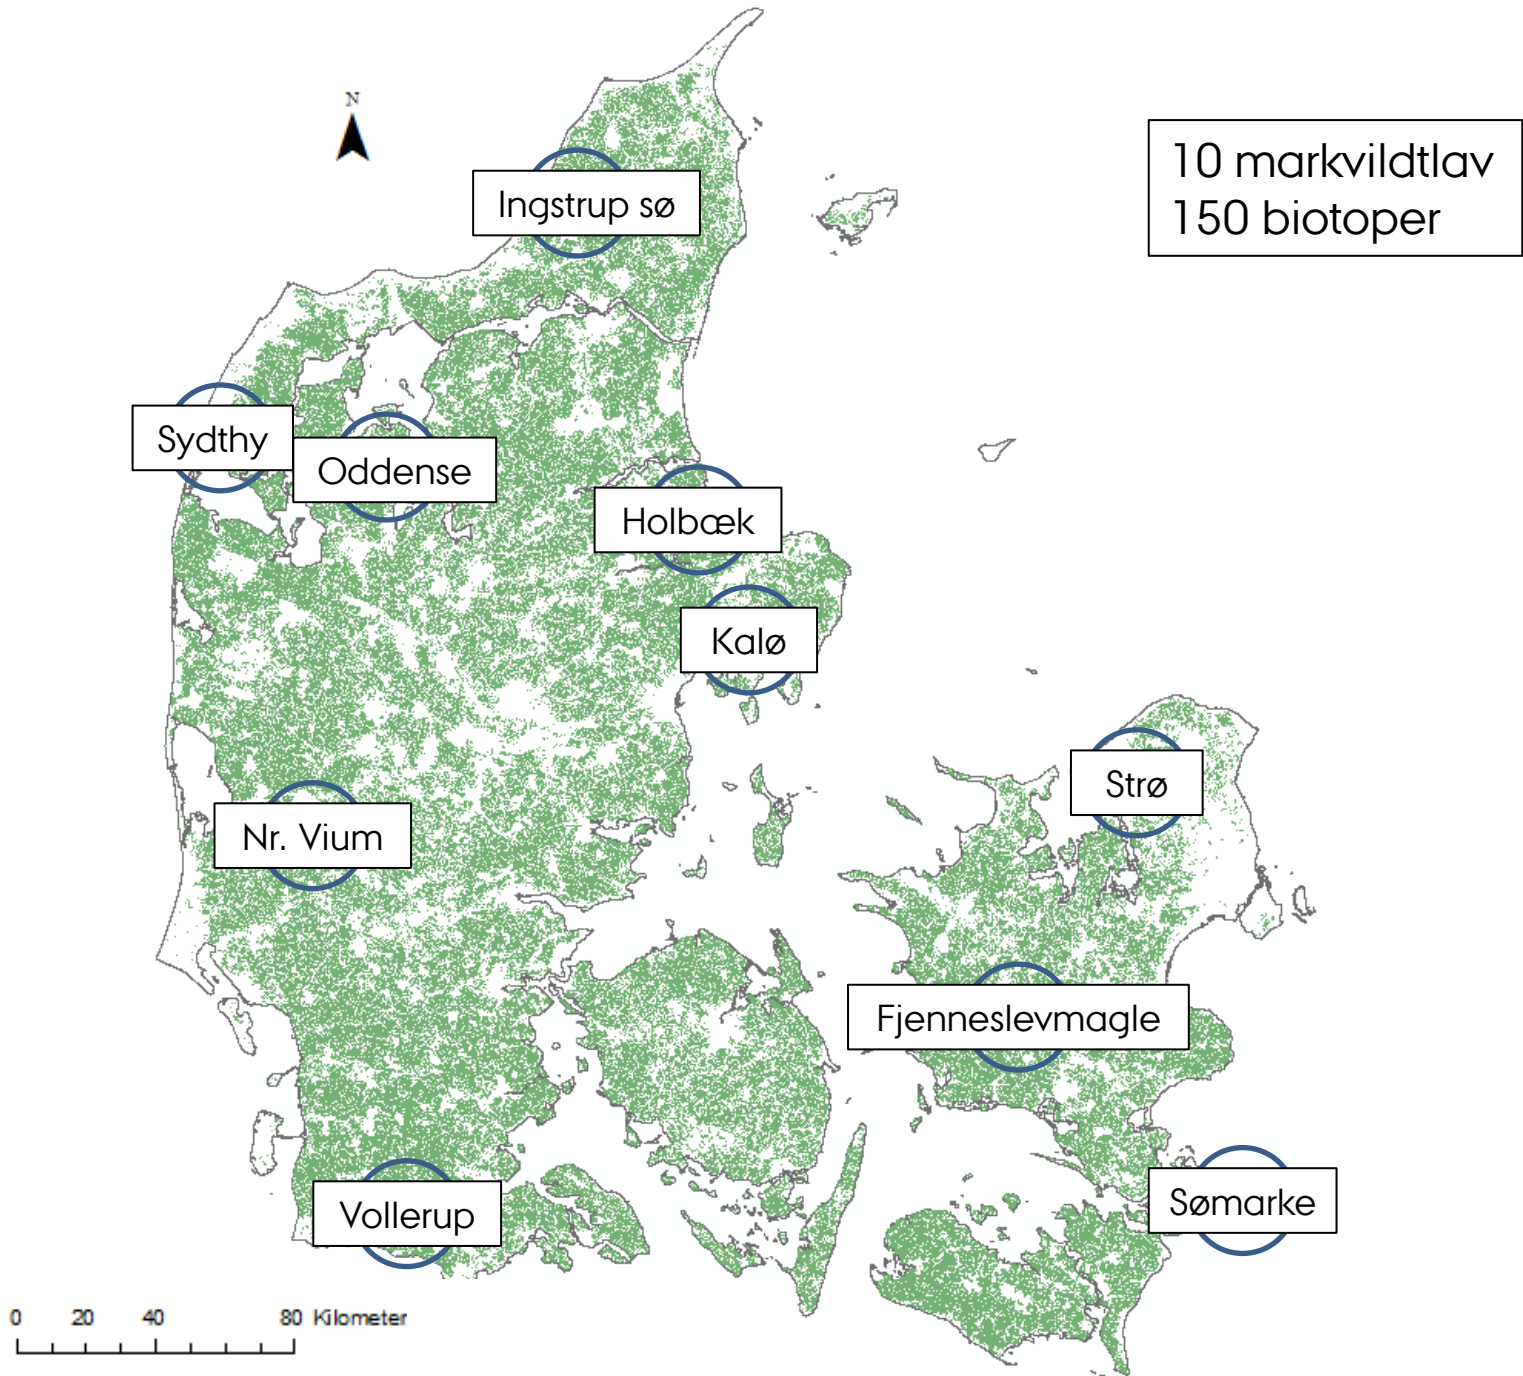 N
10 markvildtlav
150 biotoper
Ingstrup sø
Sydthy
Oddense
Holbæk
Kalø
Strø
Nr. Vium
Fjenneslevmagle
Vollerup
Sømarke
0 20 40 80 Kilometer